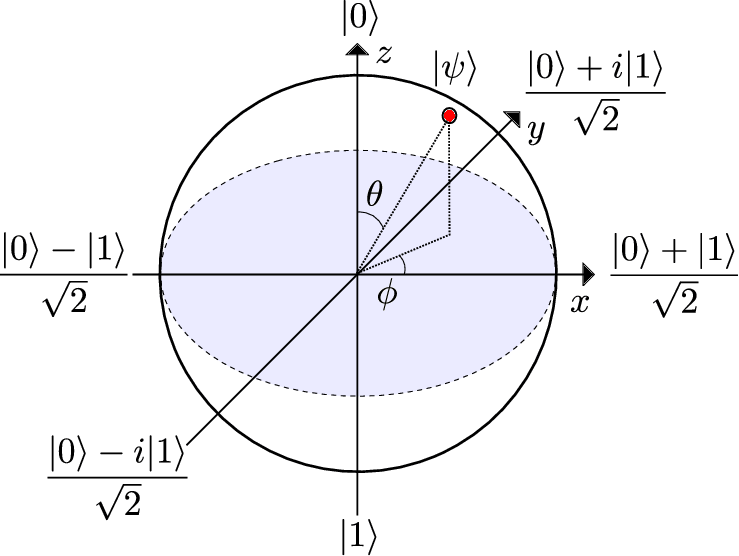 |0⟩
z
|ψ⟩
(|0⟩ + i|1⟩)/√2
y
θ
(|0⟩ − |1⟩)/√2
(|0⟩ + |1⟩)/√2
ϕ
x
(|0⟩ − i|1⟩)/√2
|1⟩